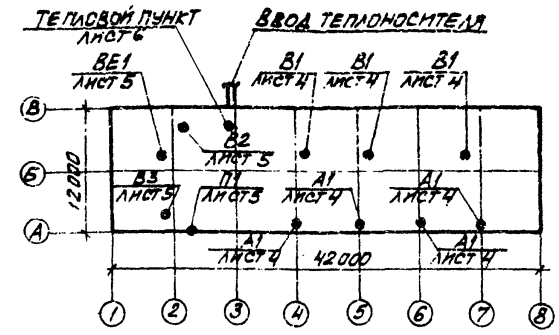 ТЕПЛОВОЙ ПУНКТ
ЛИСТ 6
ВВОД ТЕПЛОНОСИТЕЛЯ
ВЕ1
ЛИСТ 5
В1
ЛИСТ 4
В1
ЛИСТ 4
В1
ЛИСТ 4
В
В2
ЛИСТ 5
Б
12000
В3
ЛИСТ 5
П1
ЛИСТ 3
А1
ЛИСТ 4
А1
ЛИСТ 4
А
А1
ЛИСТ 4
42000
А1
ЛИСТ 4
1 2 3 4 5 6 7 8